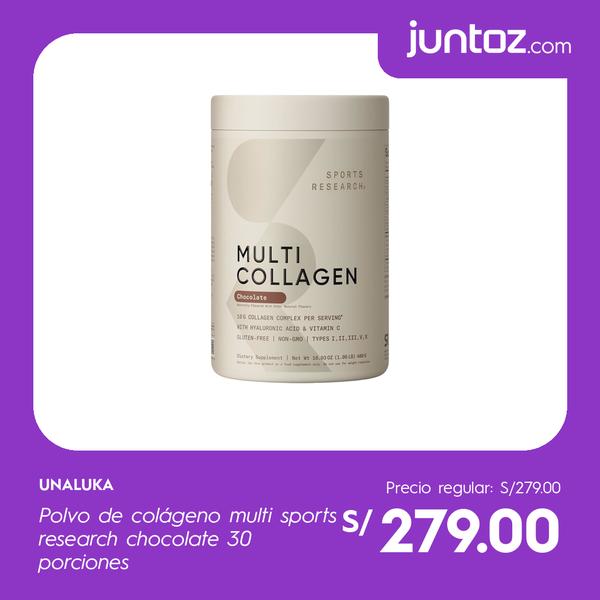 juntoz.com
SPORTS
RESEARCH
MULTI
COLLAGEN
Chocolate
10G COLLAGEN COMPLEX PER SERVING*
WITH HYALURONIC ACID & VITAMIN C
GLUTEN-FREE | NON-GMO | TYPES I,II,III,V,X
UNALUKA
Polvo de colágeno multi sports
research chocolate 30
porciones
Precio regular: S/279.00
S/ 279.00